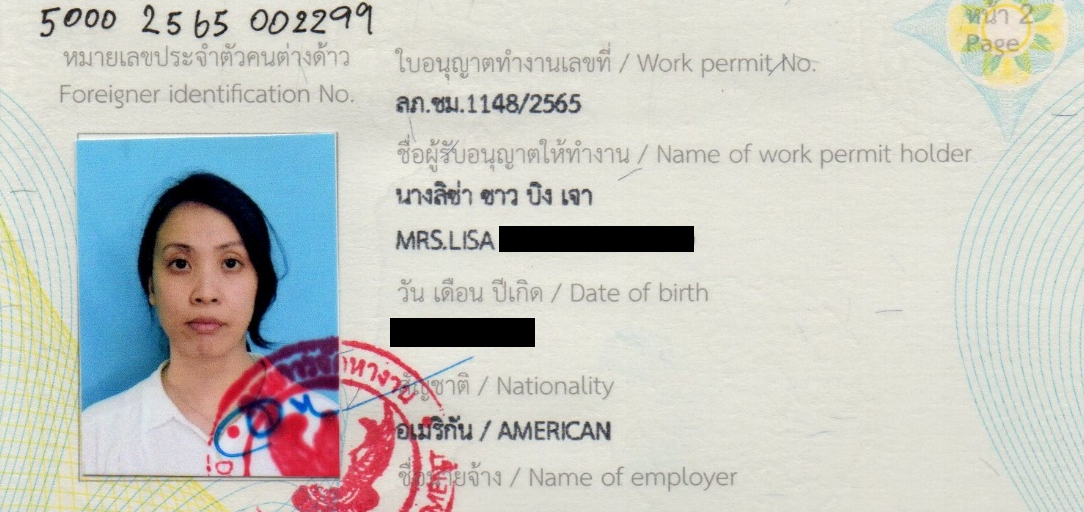 5000 2565 002299
หมายเลขประจำตัวคนต่างด้าว
Foreigner identification No.
หน้า 2
Page
ใบอนุญาตทำงานเลขที่ / Work permit No.
ลภ.ชม.1148/2565
ชื่อผู้รับอนุญาตให้ทำงาน / Name of work permit holder
นางลิซ่า ชาว บิง เจา
MRS.LISA
วัน เดือน ปีเกิด / Date of birth
สัญชาติ / Nationality
อเมริกัน / AMERICAN
ชื่อนายจ้าง / Name of employer